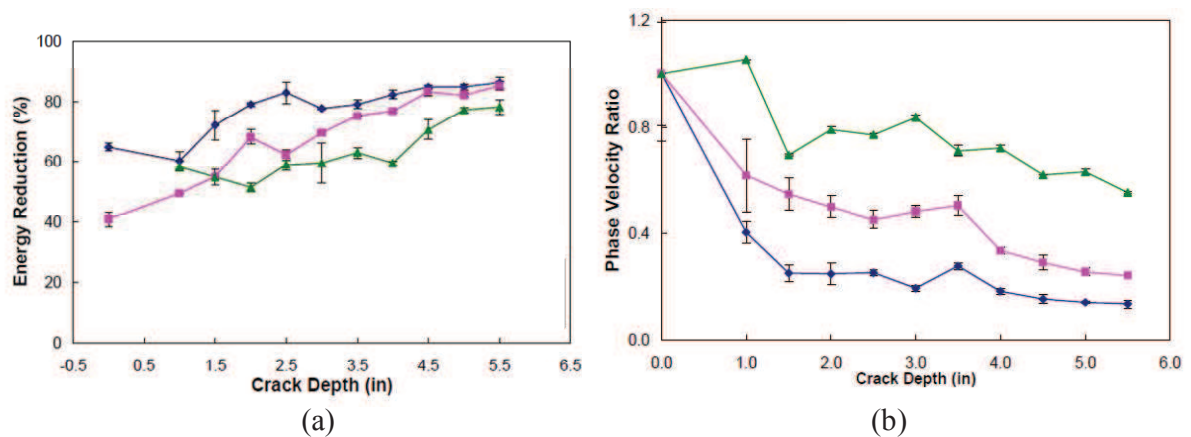 100
80
60
40
20
0
Energy Reduction (%)
-0.5 0.5 1.5 2.5 3.5 4.5 5.5 6.5
Crack Depth (in)
(a)
1.2
0.8
0.4
0.0
Phase Velocity Ratio
0.0 1.0 2.0 3.0 4.0 5.0 6.0
Crack Depth (in)
(b)